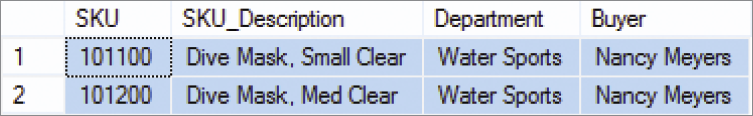 SKU SKU_Description Department Buyer
1 101100 Dive Mask, Small Clear Water Sports Nancy Meyers
2 101200 Dive Mask, Med Clear Water Sports Nancy Meyers